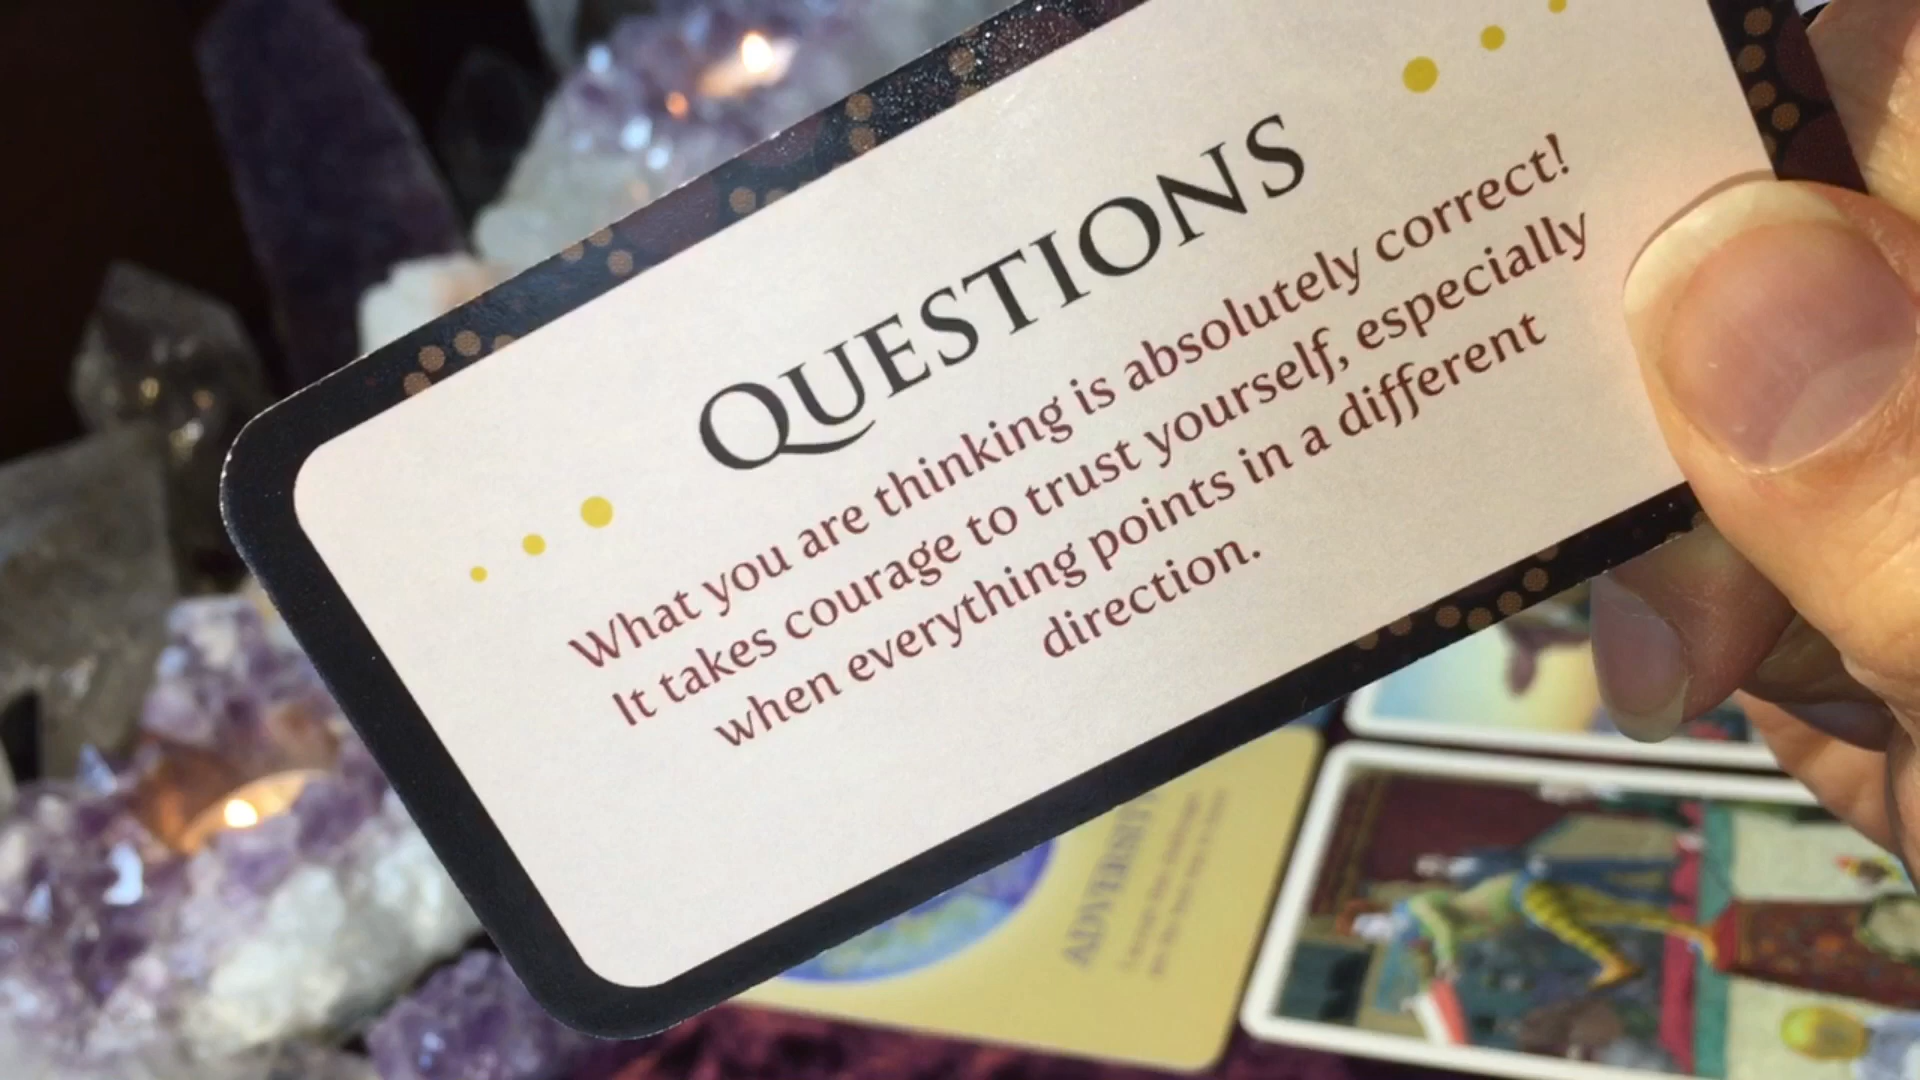 QUESTIONS
What you are thinking is absolutely correct!
It takes courage to trust yourself, especially
when everything points in a different
direction.
ADVERSITY